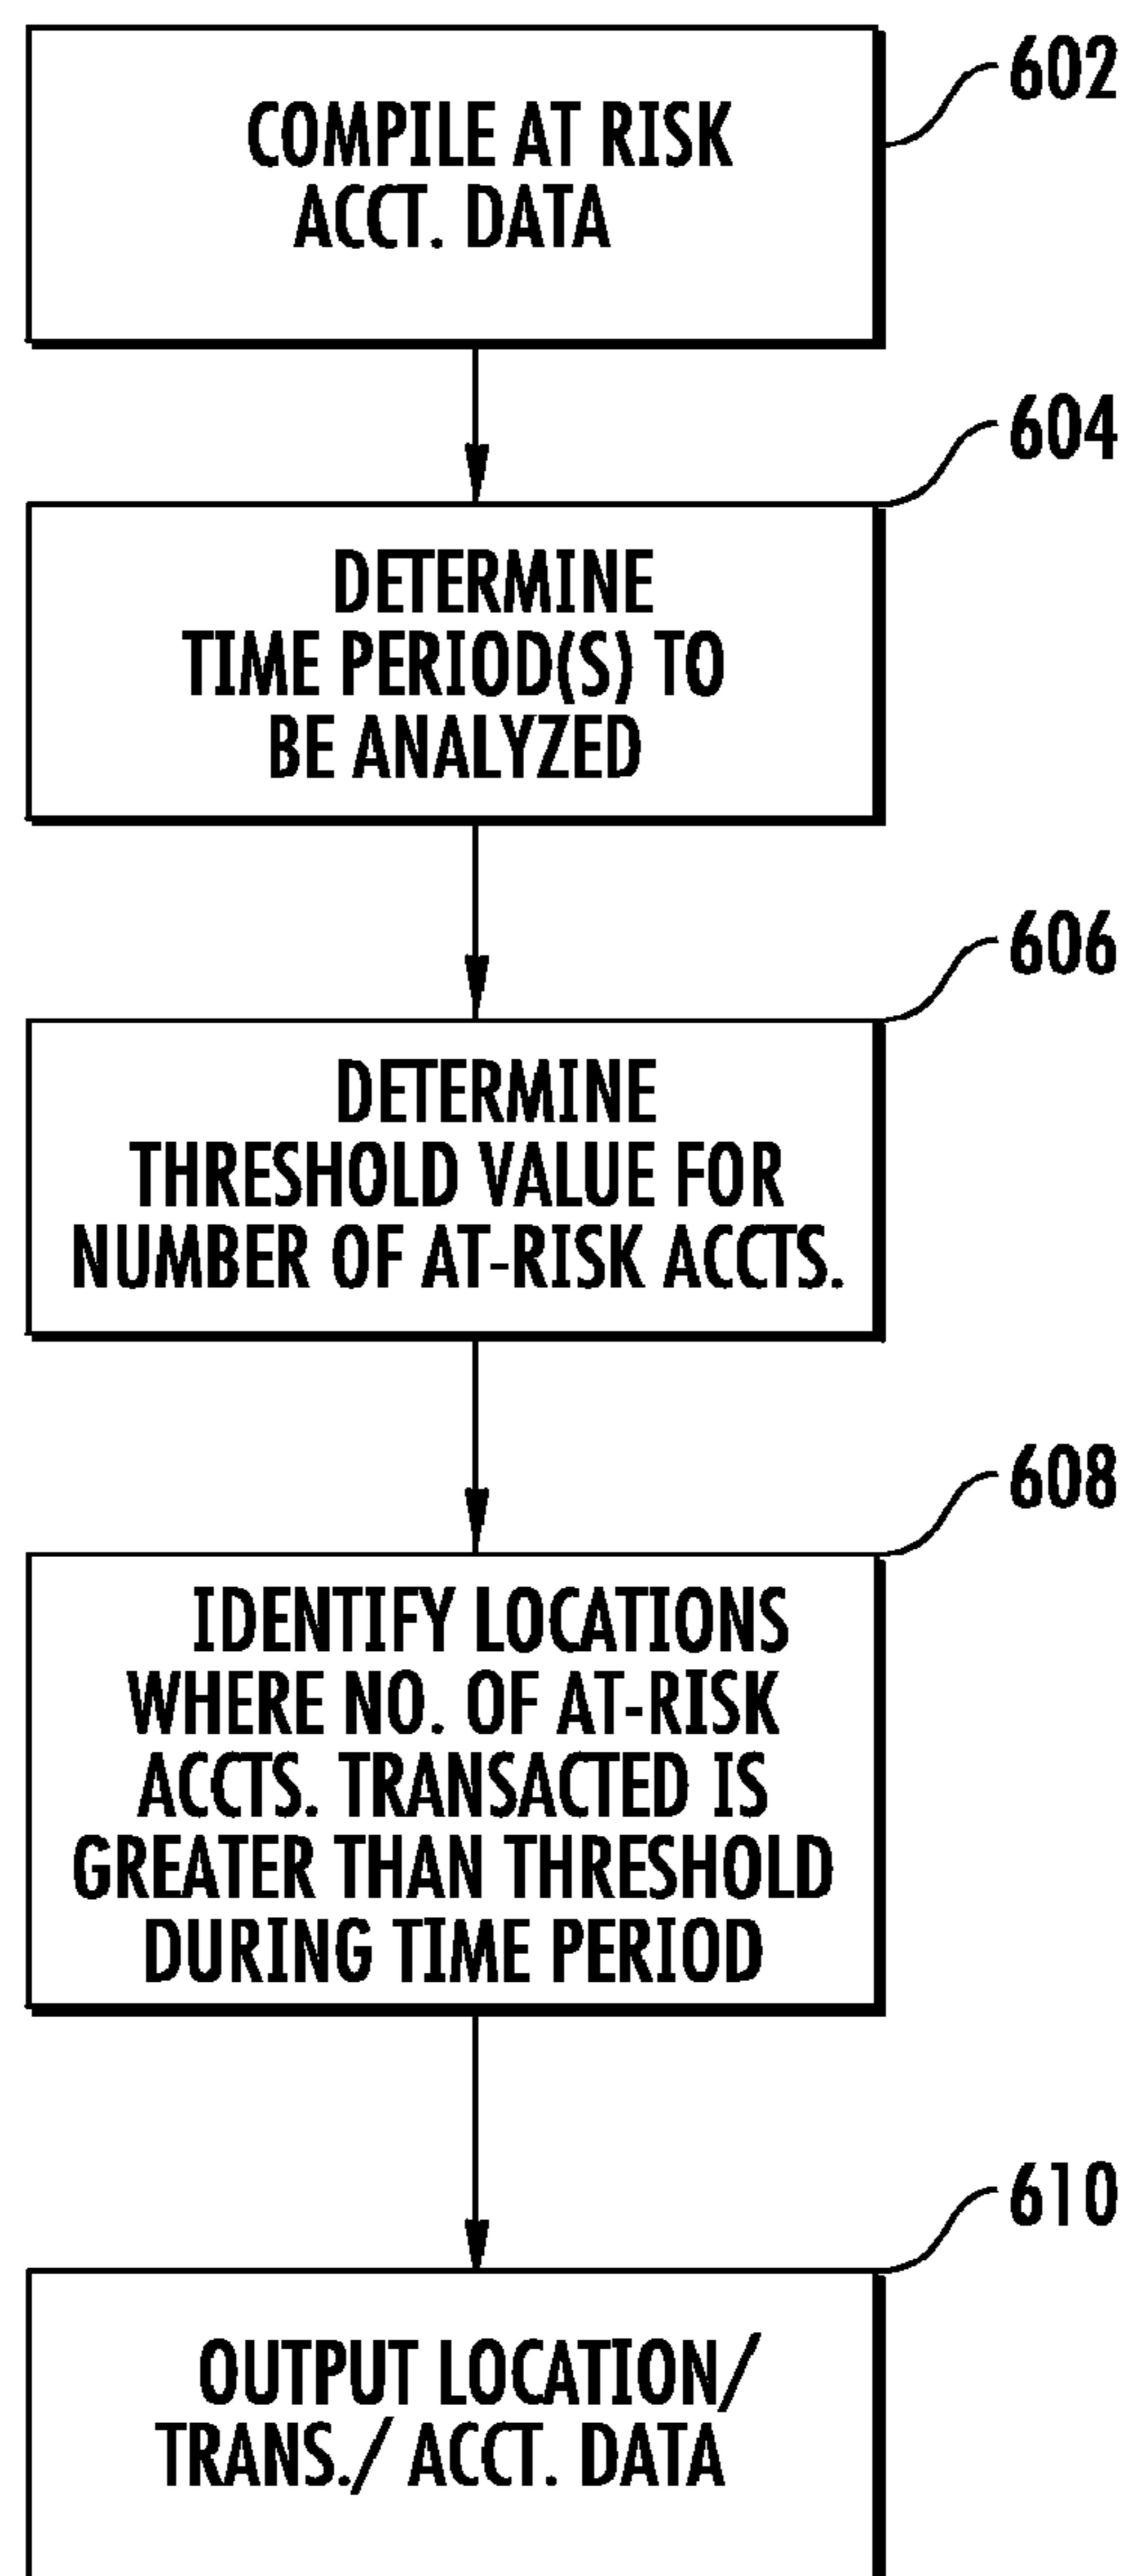 602
COMPILE AT RISK
ACCT. DATA
604
DETERMINE
TIME PERIOD(S) TO
BE ANALYZED
606
DETERMINE
THRESHOLD VALUE FOR
NUMBER OF AT-RISK ACCTS.
608
IDENTIFY LOCATIONS
WHERE NO. OF AT-RISK
ACCTS. TRANSACTED IS
GREATER THAN THRESHOLD
DURING TIME PERIOD
610
OUTPUT LOCATION/
TRANS./ ACCT. DATA